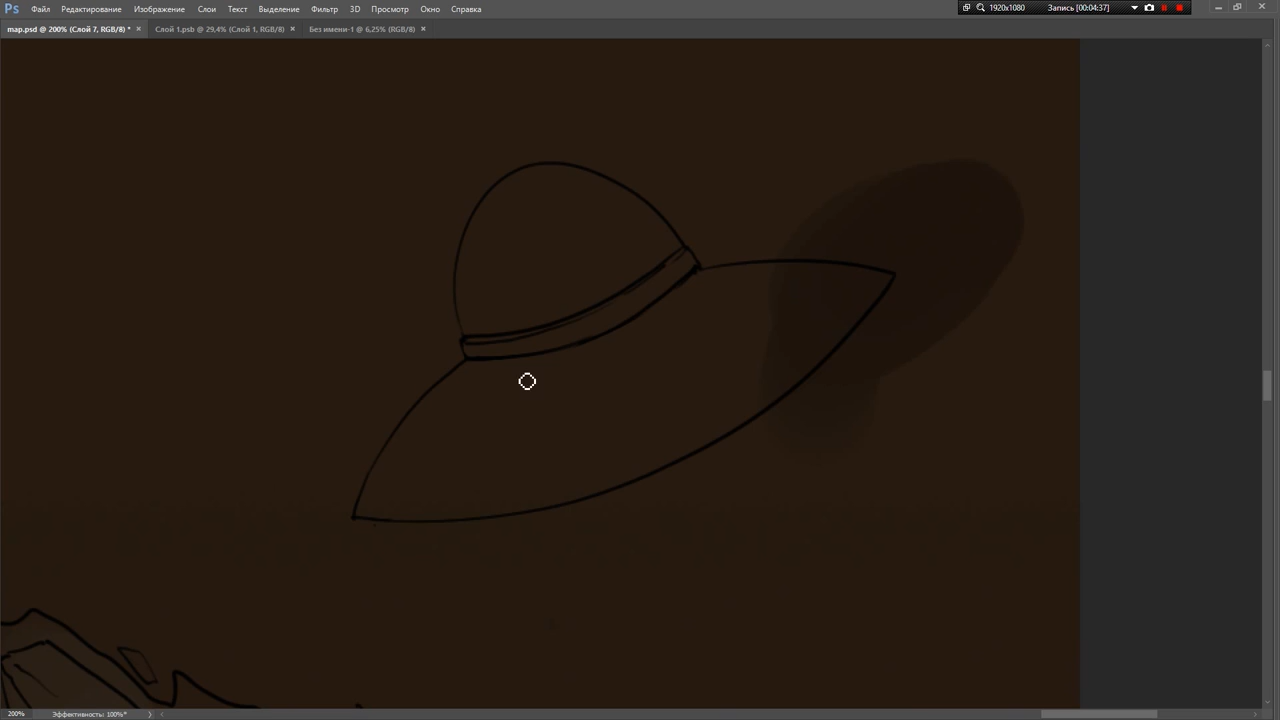 Ps Файл Редактирование Изображение Слои Текст Выделение Фильтр 3D Просмотр Окно Справка 1920x1080 Запись [00:04:37]
map.psd @ 200% (Слой 7, RGB/8) * × Слой 1.psb @ 29,4% (Слой 1, RGB/8) × Без имени-1 @ 6,25% (RGB/8) ×
200% Эффективность: 100%*